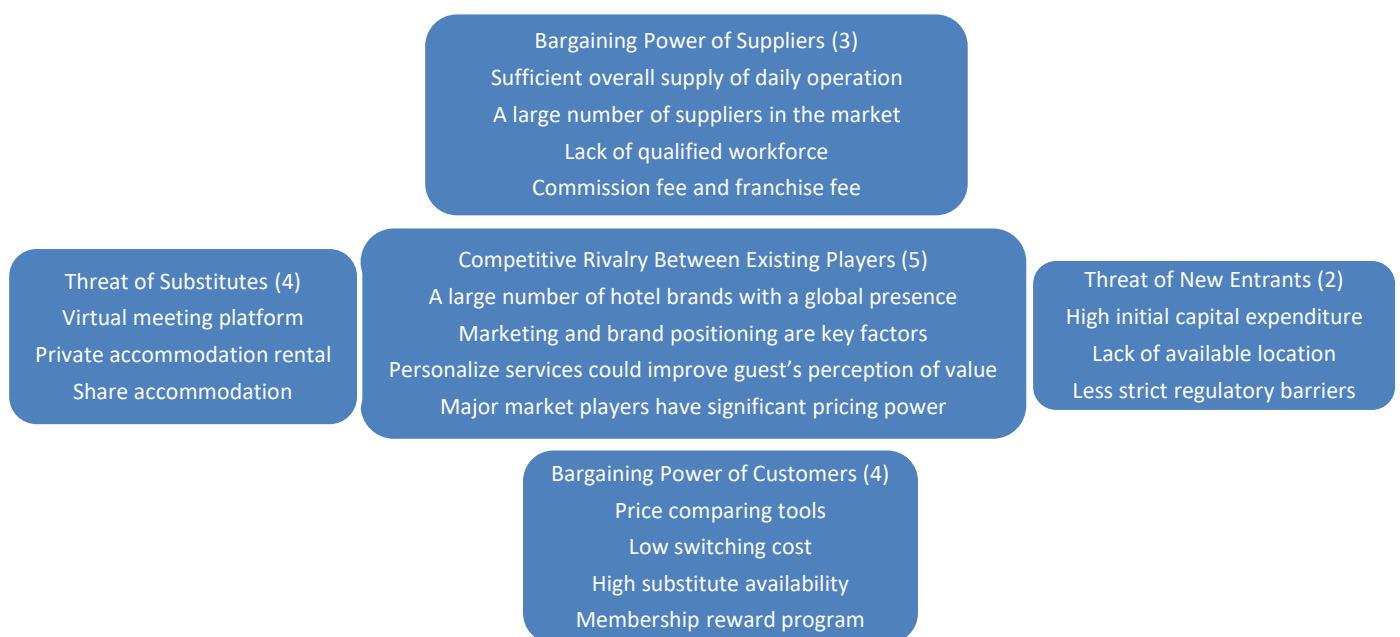 Bargaining Power of Suppliers (3)
Sufficient overall supply of daily operation
A large number of suppliers in the market
Lack of qualified workforce
Commission fee and franchise fee
Threat of Substitutes (4)
Virtual meeting platform
Private accommodation rental
Share accommodation
Competitive Rivalry Between Existing Players (5)
A large number of hotel brands with a global presence
Marketing and brand positioning are key factors
Personalize services could improve guest’s perception of value
Major market players have significant pricing power
Threat of New Entrants (2)
High initial capital expenditure
Lack of available location
Less strict regulatory barriers
Bargaining Power of Customers (4)
Price comparing tools
Low switching cost
High substitute availability
Membership reward program